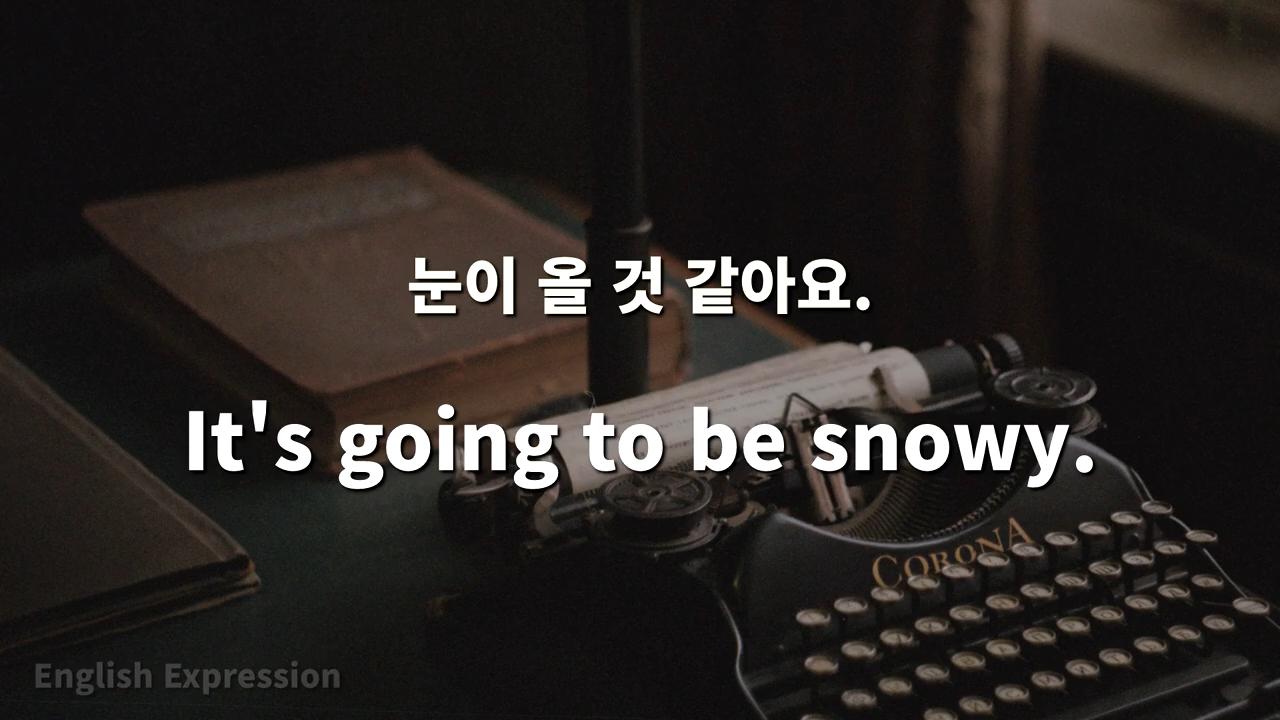 눈이 올 것 같아요.
It's going to be snowy.
CORONA
English Expression